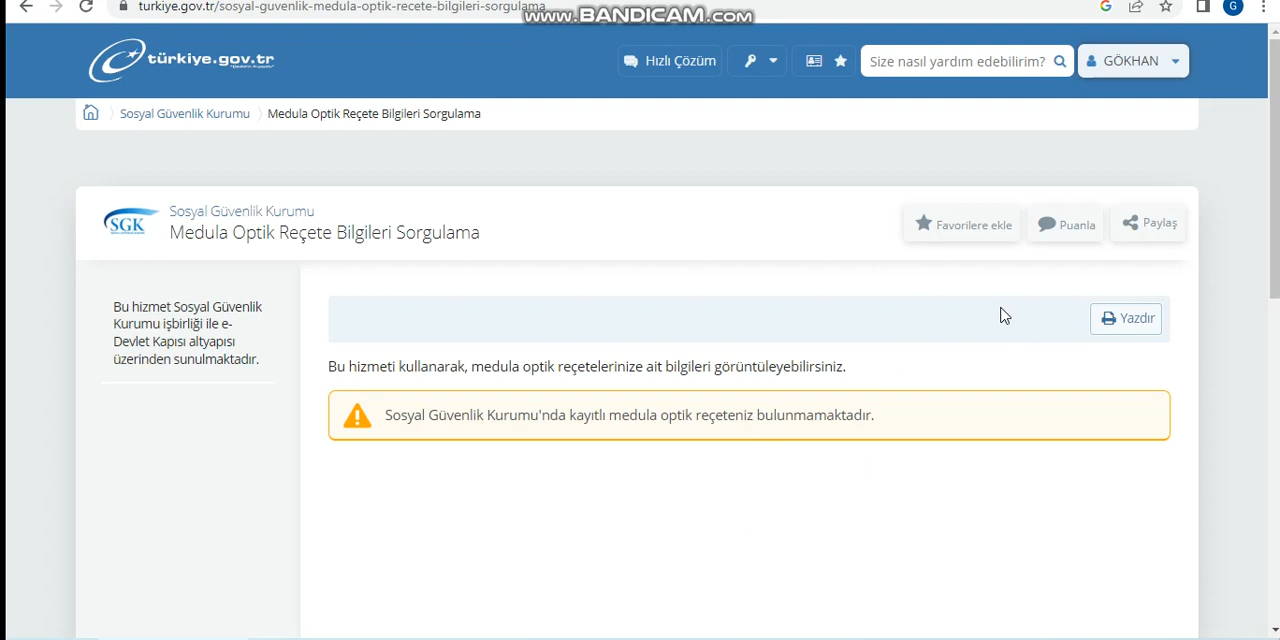 türkiye.gov.tr/sosyal-guvenlik-medula-optik-recete-bilgileri-sorgulama
www.BANDICAM.com
G
türkiye.gov.tr
Hızlı Çözüm
Size nasıl yardım edebilirim?
GÖKHAN
Sosyal Güvenlik Kurumu
Medula Optik Reçete Bilgileri Sorgulama
SGK
Sosyal Güvenlik Kurumu
Medula Optik Reçete Bilgileri Sorgulama
Favorilere ekle
Puanla
Paylaş
Bu hizmet Sosyal Güvenlik
Kurumu işbirliği ile e-
Devlet Kapısı altyapısı
üzerinden sunulmaktadır.
Yazdır
Bu hizmeti kullanarak, medula optik reçetelerinize ait bilgileri görüntüleyebilirsiniz.
Sosyal Güvenlik Kurumu'nda kayıtlı medula optik reçeteniz bulunmamaktadır.